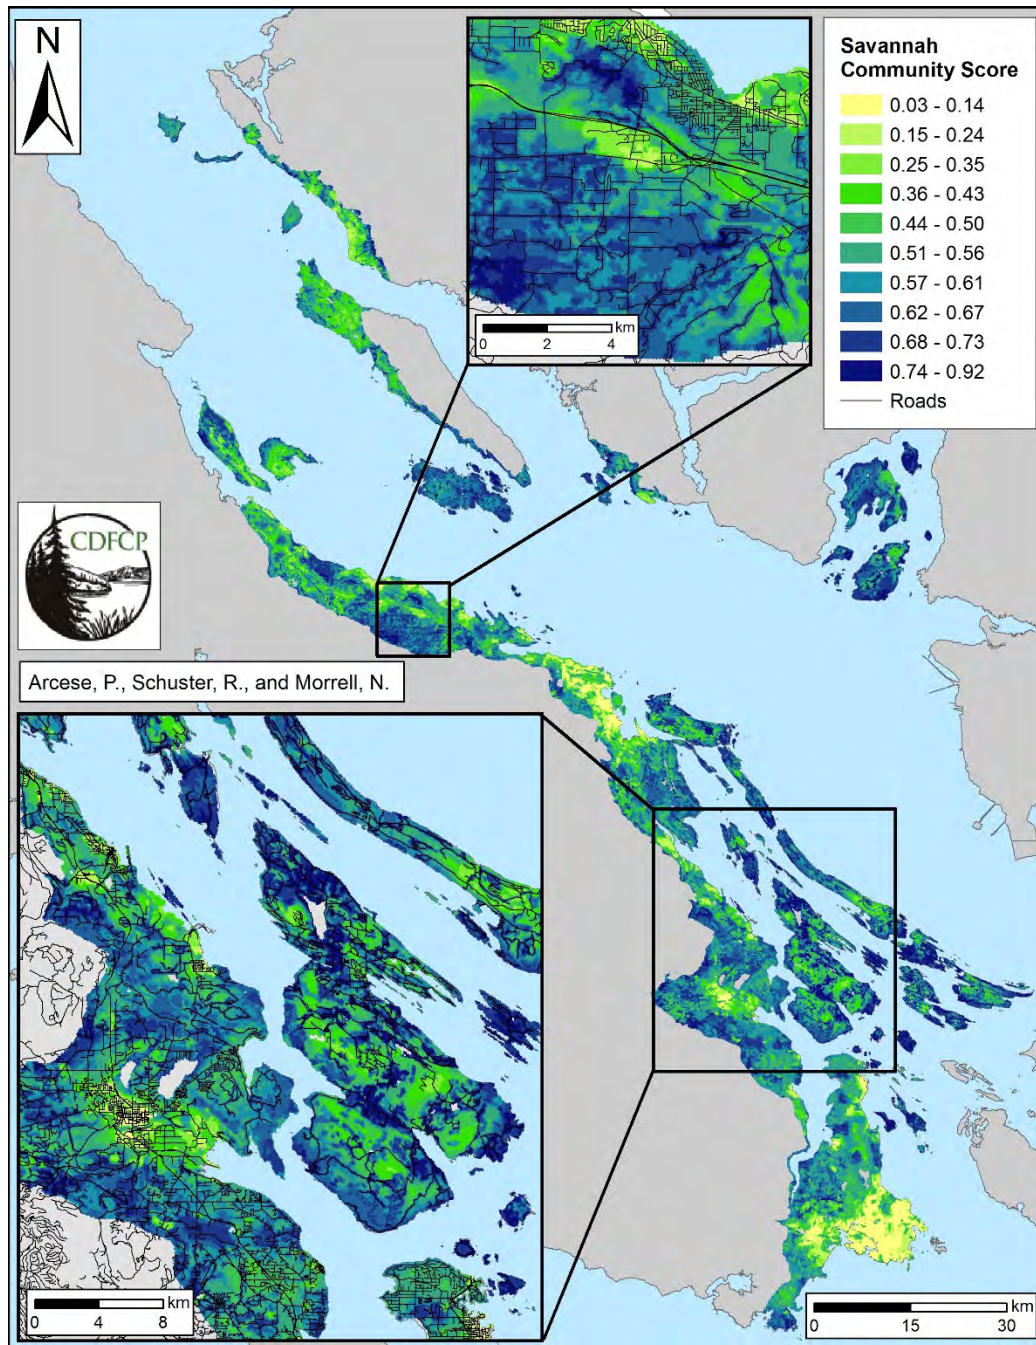 N
Savannah
Community Score
0.03 - 0.14
0.15 - 0.24
0.25 - 0.35
0.36 - 0.43
0.44 - 0.50
0.51 - 0.56
0.57 - 0.61
0.62 - 0.67
0.68 - 0.73
0.74 - 0.92
Roads
km
0 2 4
CDFCP
Arcese, P., Schuster, R., and Morrell, N.
km
0 4 8
km
0 15 30